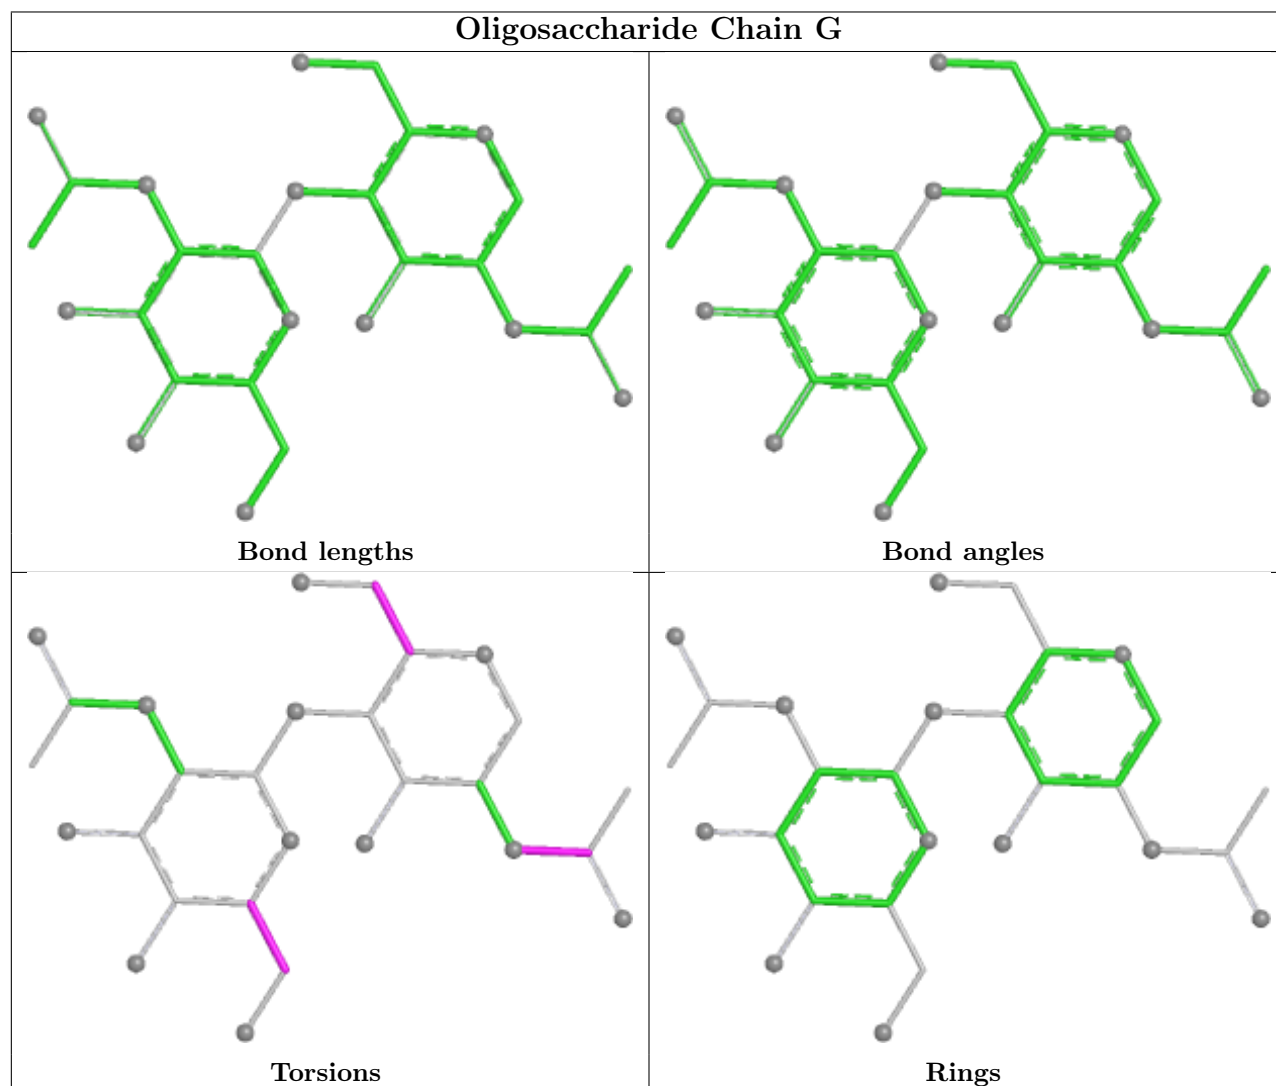 Oligosaccharide Chain G
Bond lengths
Bond angles
Torsions
Rings